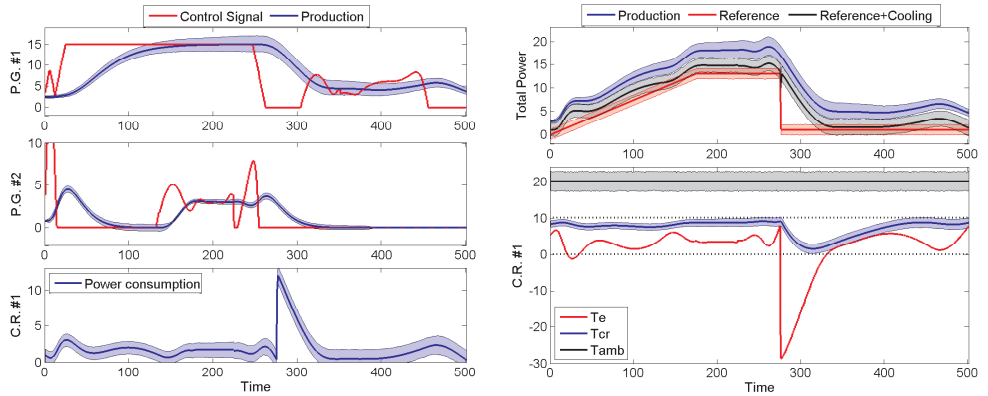 Control Signal Production
P.G. #1
15
10
5
0
0 100 200 300 400 500
P.G. #2
10
5
0
0 100 200 300 400 500
C.R. #1
Power consumption
10
5
0
0 100 200 300 400 500
Time
Production Reference Reference+Cooling
Total Power
20
15
10
5
0
0 100 200 300 400 500
C.R. #1
20
10
0
-10
-20
-30
Te
Tcr
Tamb
0 100 200 300 400 500
Time